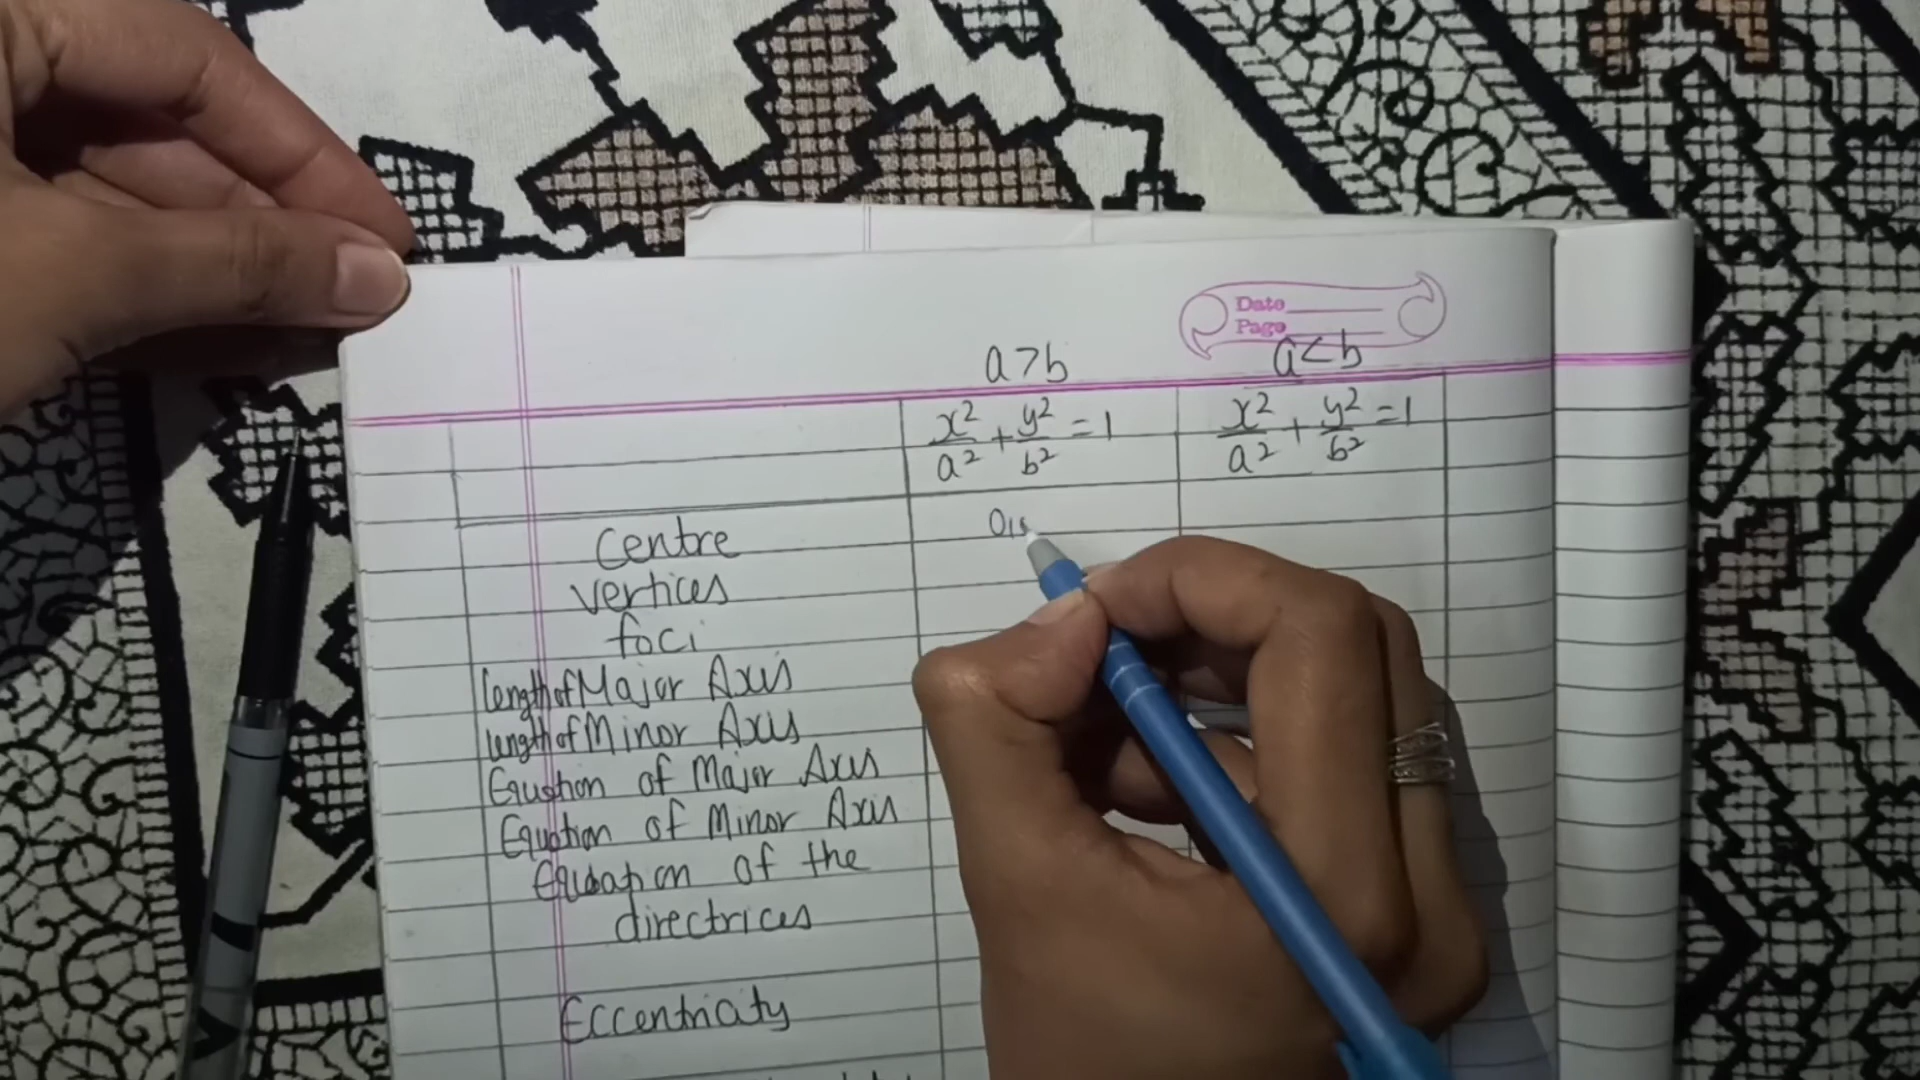 Date
Page
a>b a<b
x²/a² + y²/b² = 1 x²/a² + y²/b² = 1
Centre
vertices
foci
length of Major Axis
length of Minor Axis
Equation of Major Axis
Equation of Minor Axis
Equation of the
directrices
Eccentricity